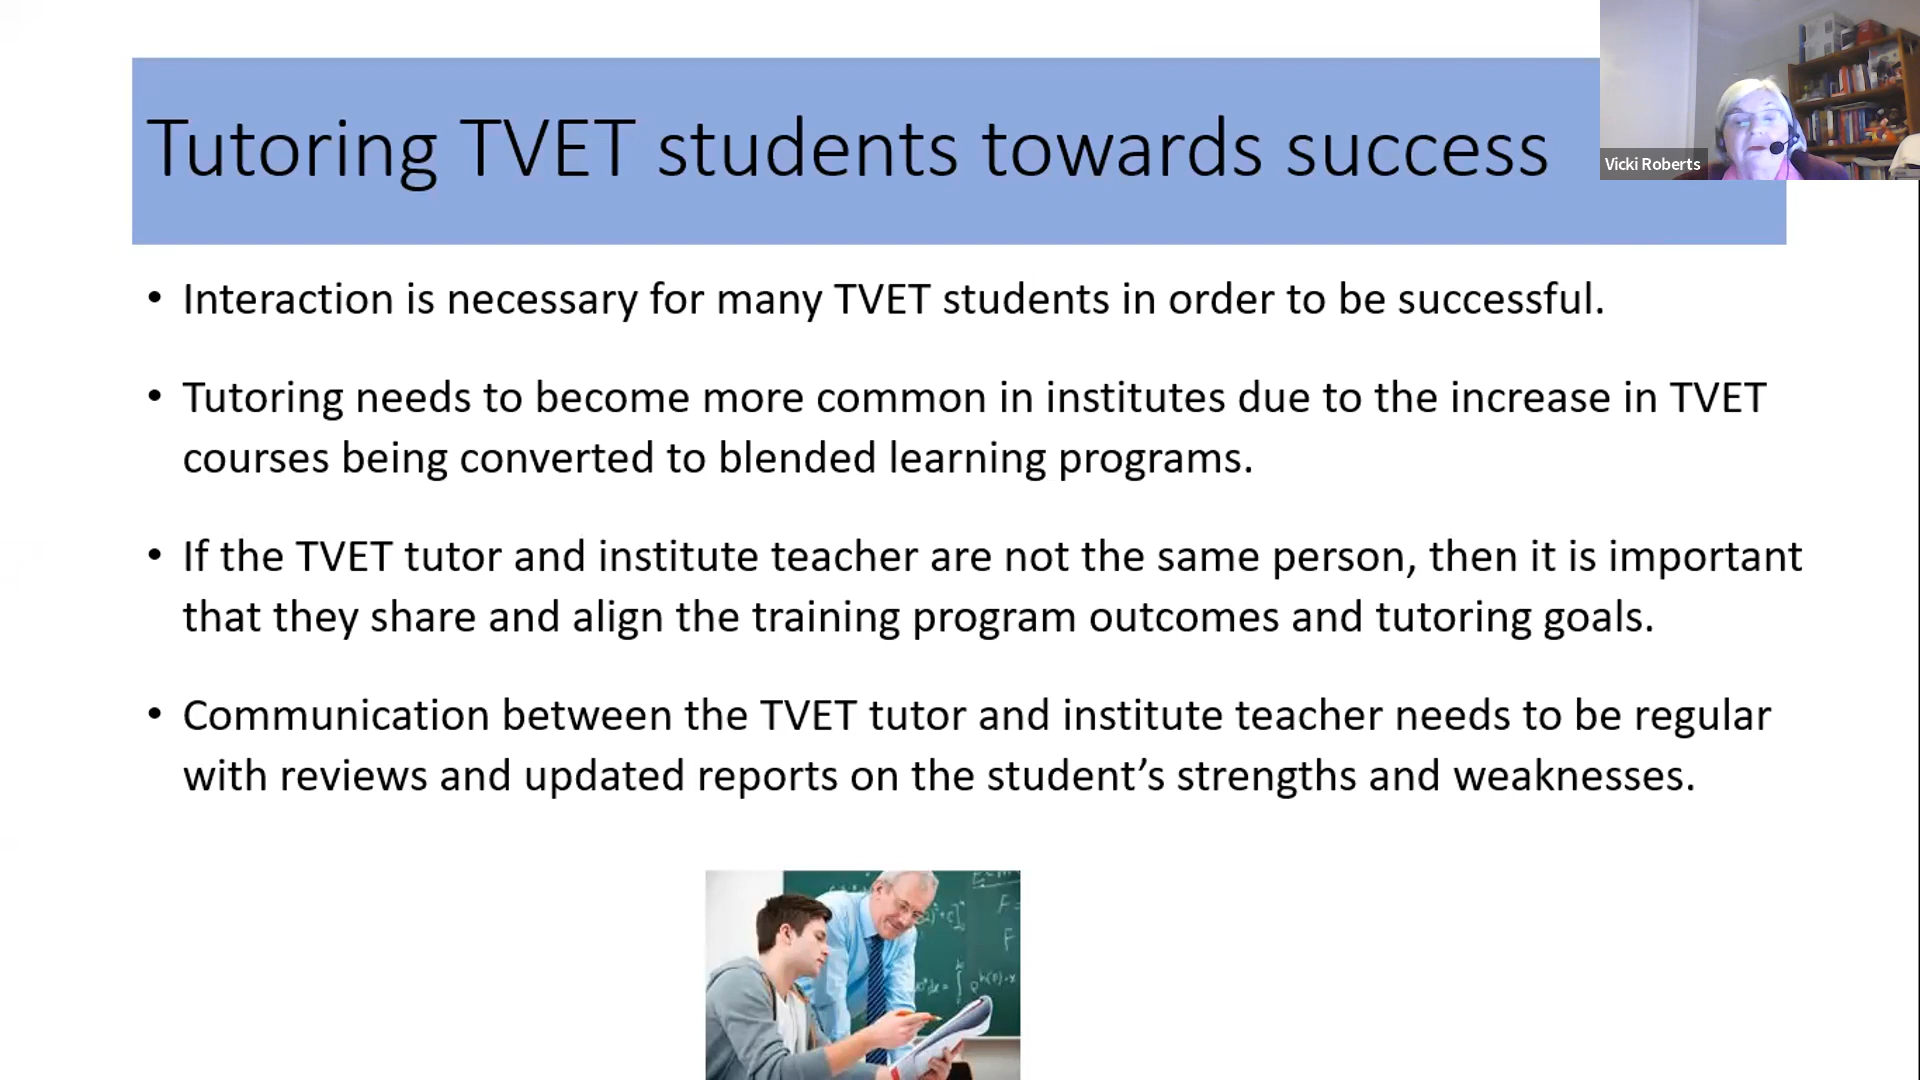 Tutoring TVET students towards success
Vicki Roberts
• Interaction is necessary for many TVET students in order to be successful.
• Tutoring needs to become more common in institutes due to the increase in TVET
courses being converted to blended learning programs.
• If the TVET tutor and institute teacher are not the same person, then it is important
that they share and align the training program outcomes and tutoring goals.
• Communication between the TVET tutor and institute teacher needs to be regular
with reviews and updated reports on the student’s strengths and weaknesses.